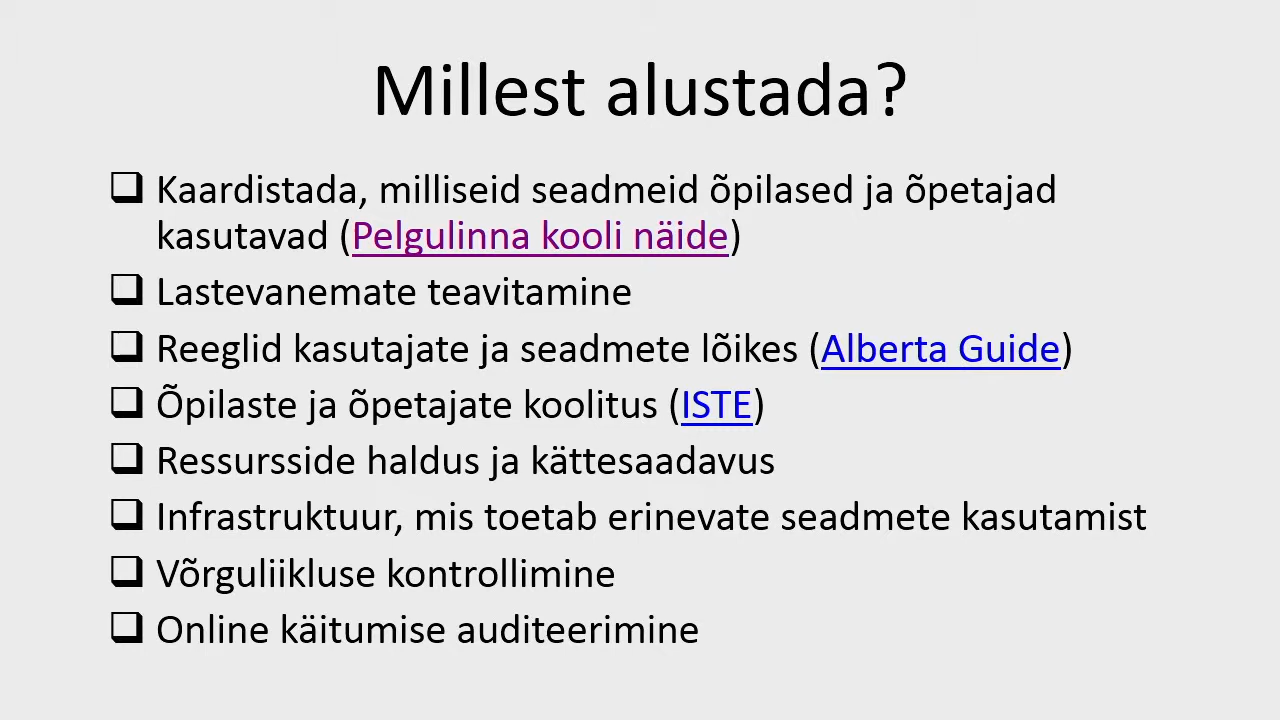 Millest alustada?
Kaardistada, milliseid seadmeid õpilased ja õpetajad
kasutavad (Pelgulinna kooli näide)
Lastevanemate teavitamine
Reeglid kasutajate ja seadmete lõikes (Alberta Guide)
Õpilaste ja õpetajate koolitus (ISTE)
Ressursside haldus ja kättesaadavus
Infrastruktuur, mis toetab erinevate seadmete kasutamist
Võrguliikluse kontrollimine
Online käitumise auditeerimine